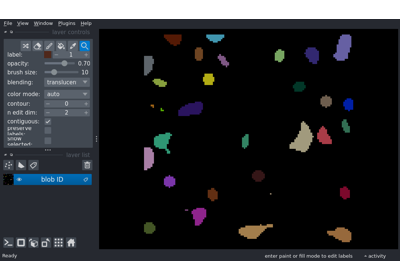 File View Window Plugins Help
layer controls
label: 1
opacity: 0.70
brush size: 10
blending: translucen
color mode: auto
contour: 0
n edit dim: 2
contiguous:
preserve labels:
show selected:
layer list
blob ID
Ready
enter paint or fill mode to edit labels
activity